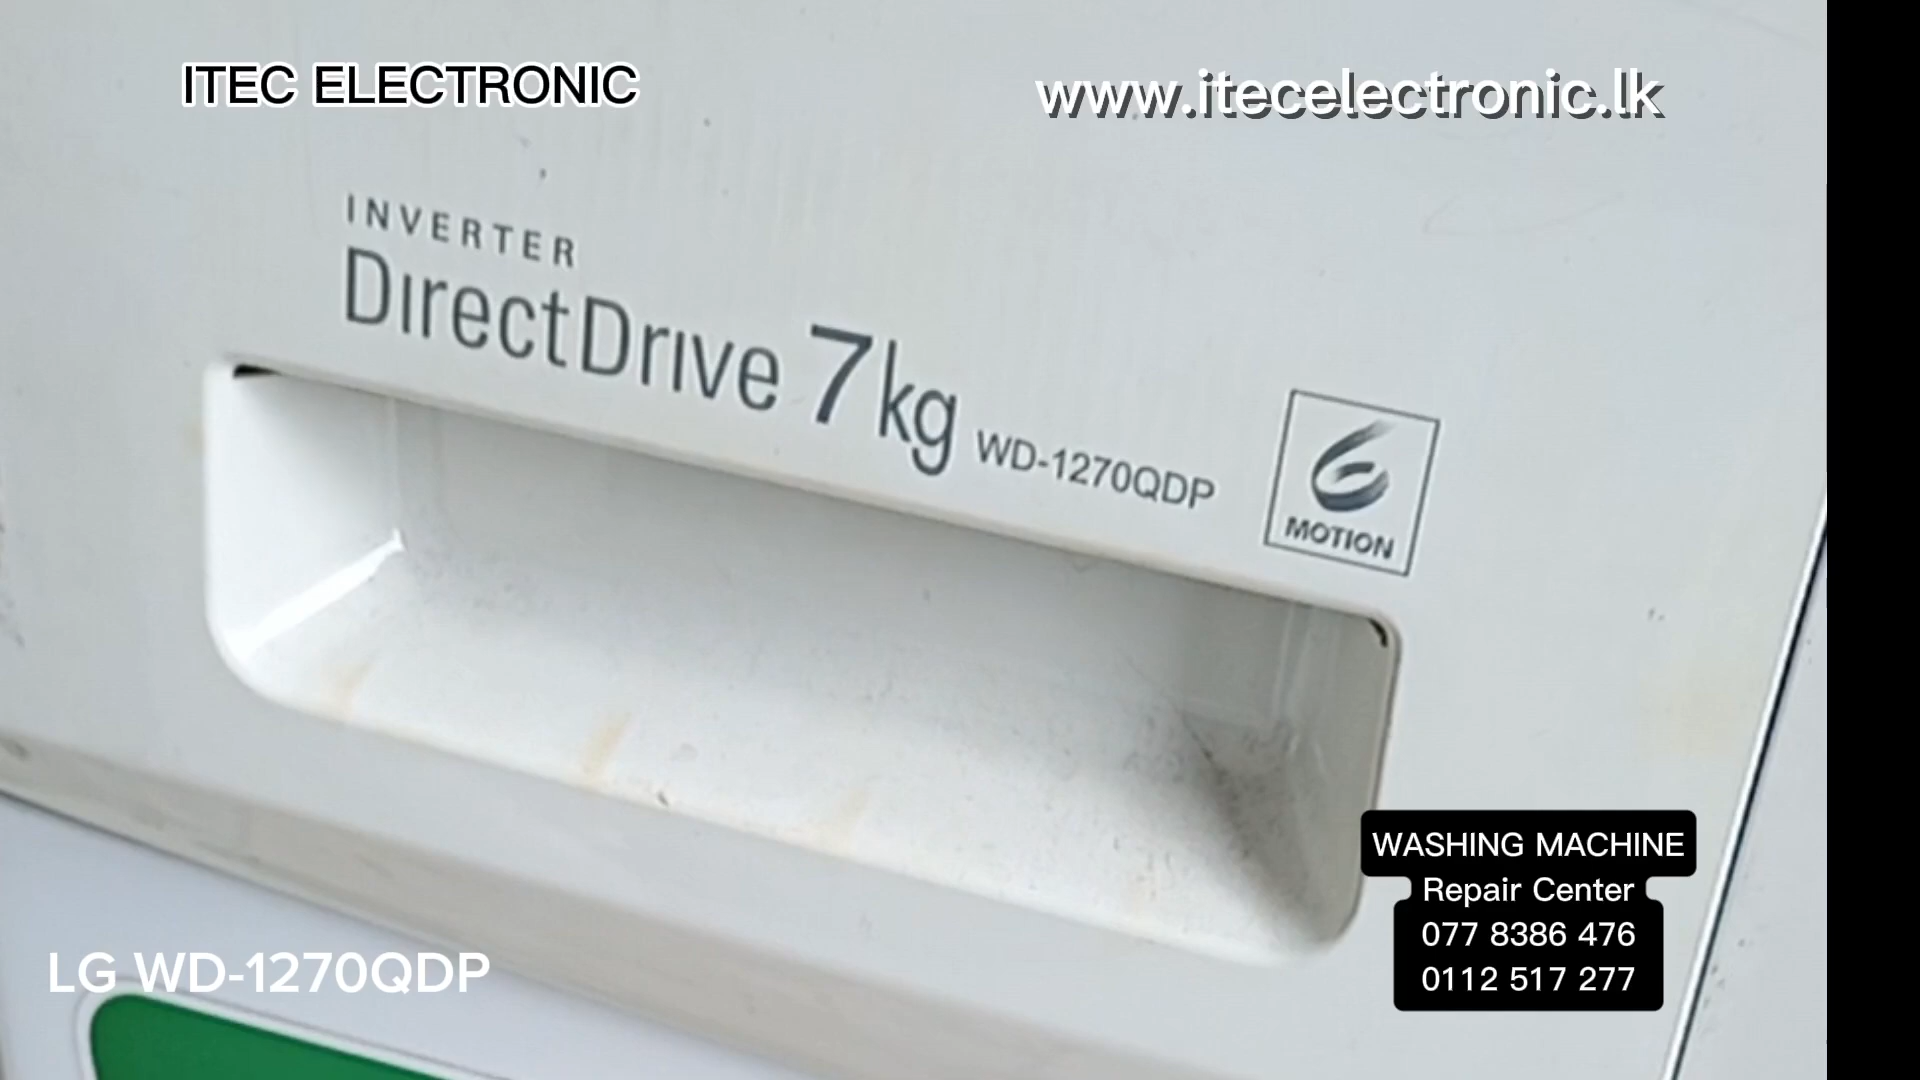 ITEC ELECTRONIC
www.itecelectronic.lk
INVERTER
DirectDrive 7kg WD-1270QDP
6 MOTION
WASHING MACHINE
Repair Center
077 8386 476
0112 517 277
LG WD-1270QDP